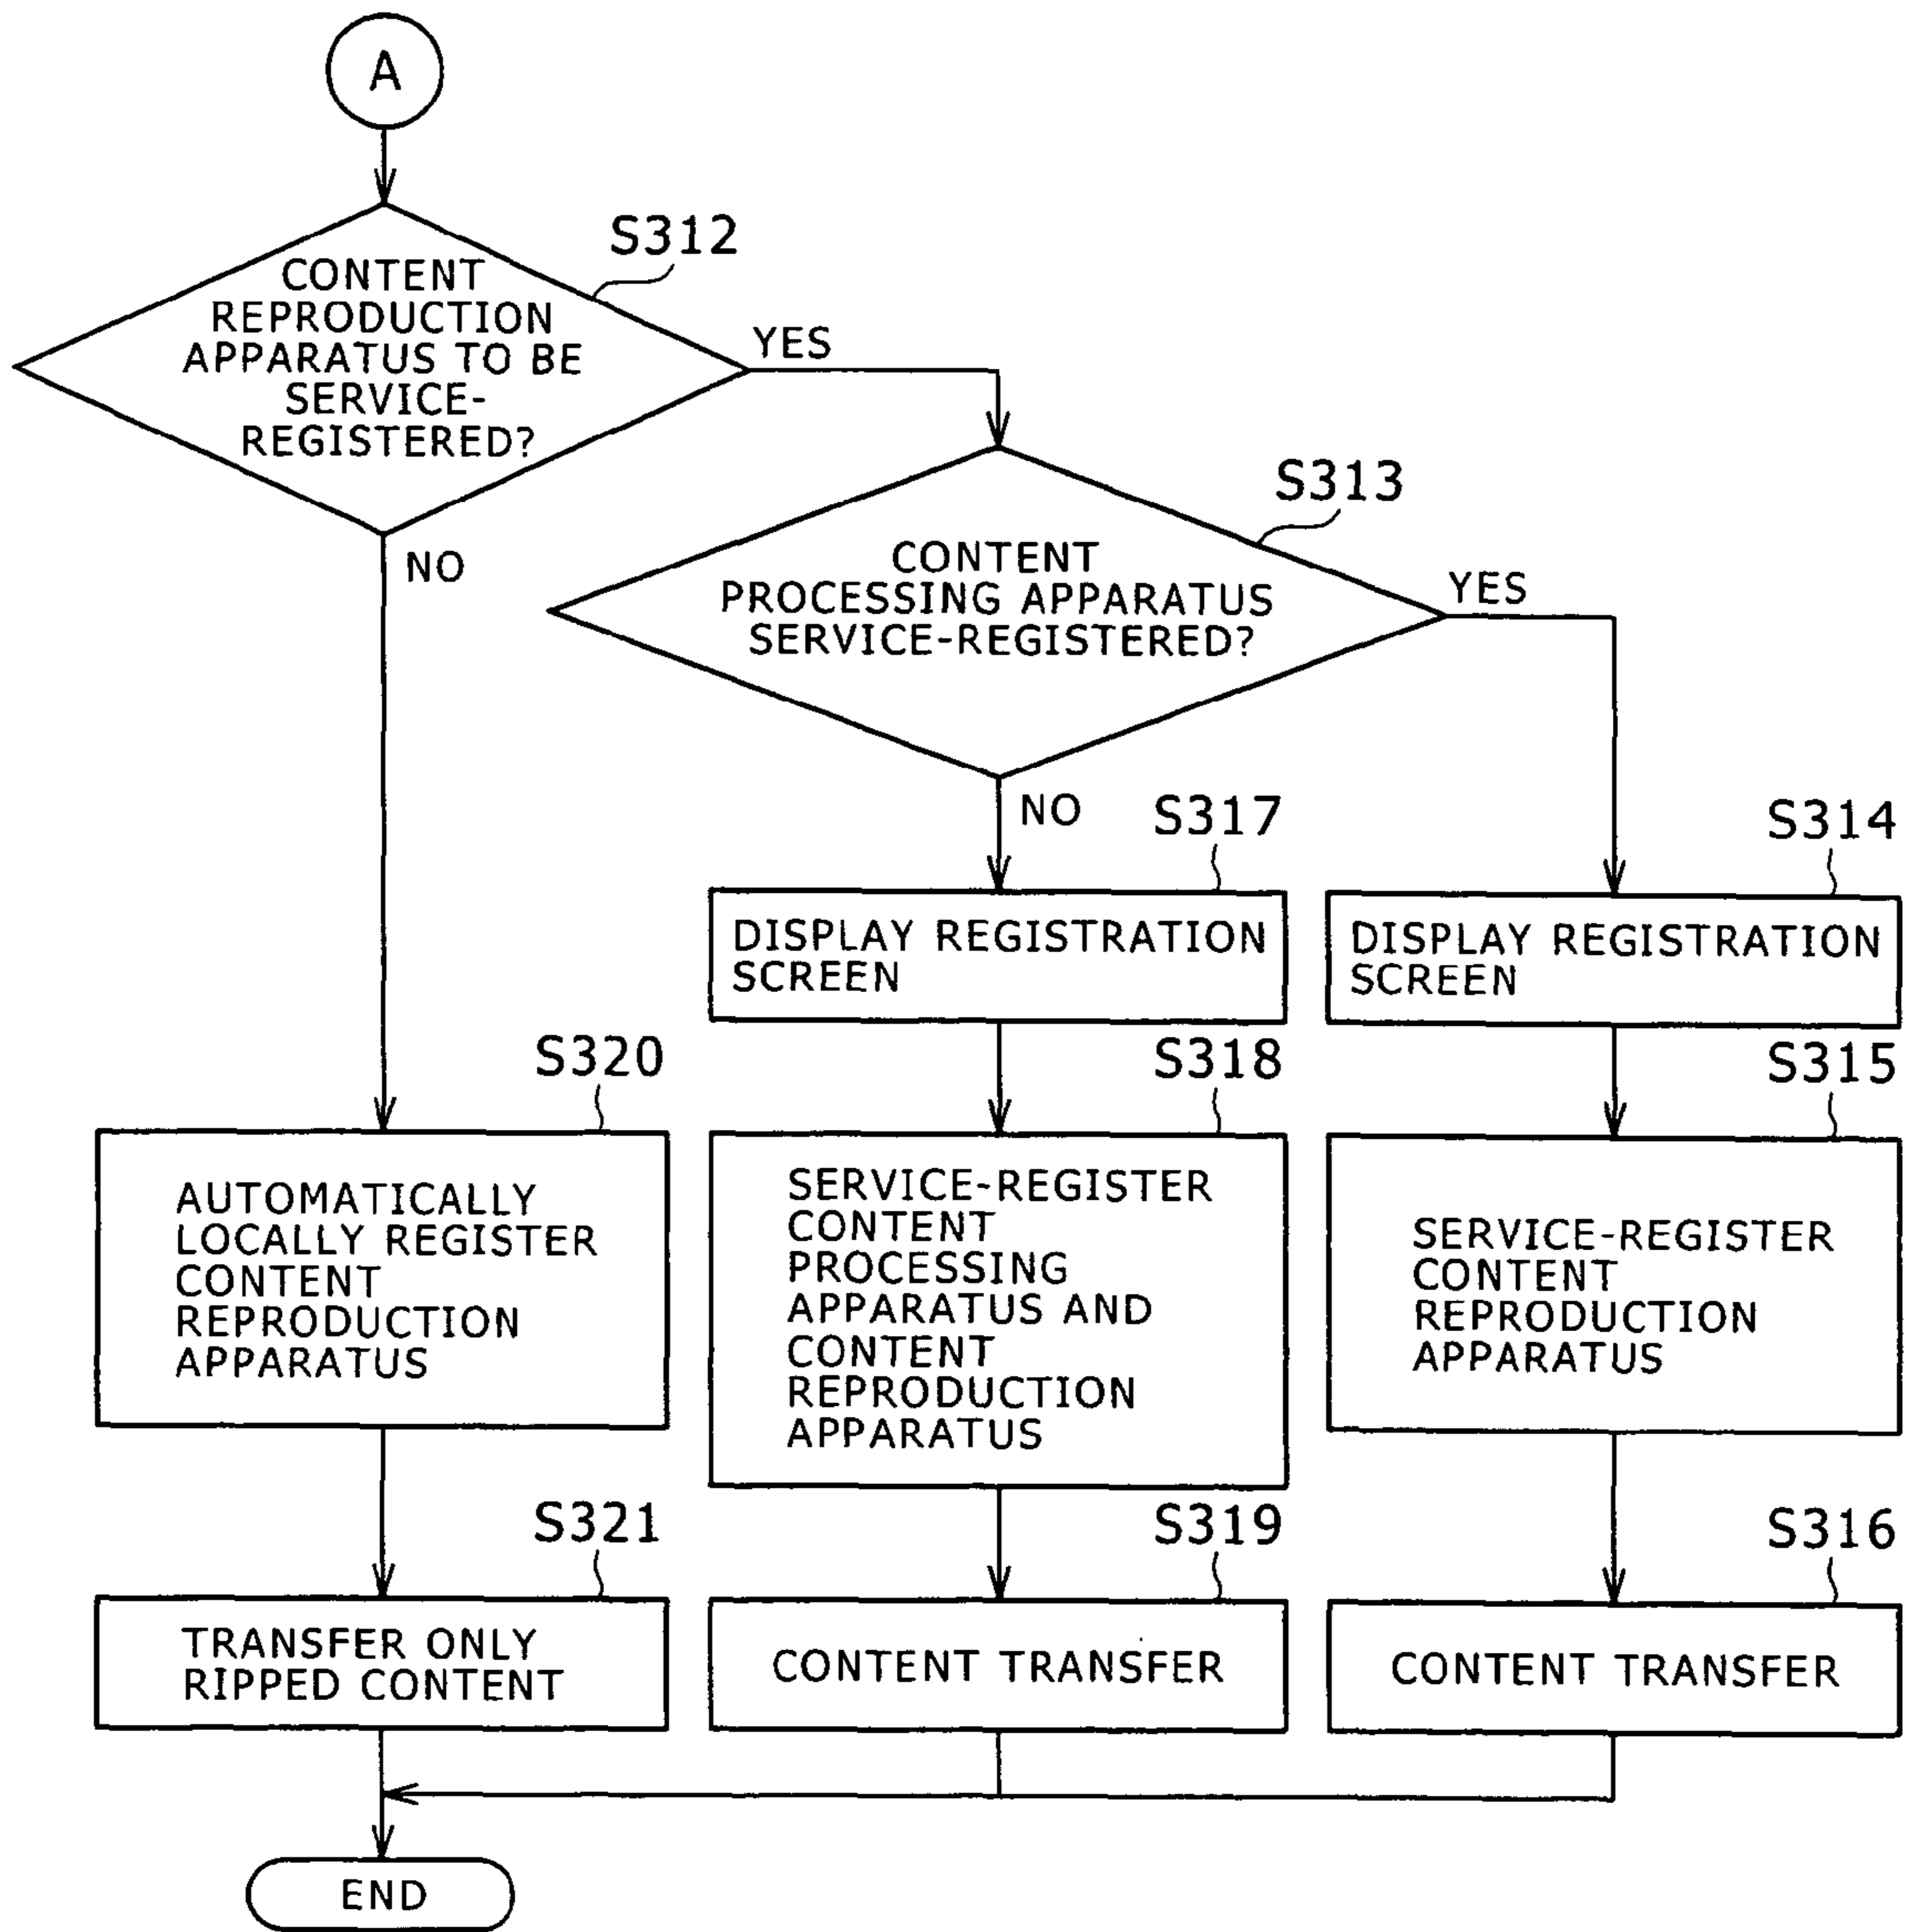 A
S312
CONTENT
REPRODUCTION
APPARATUS TO BE
SERVICE-
REGISTERED?
YES
NO
S313
CONTENT
PROCESSING APPARATUS
SERVICE-REGISTERED?
YES
NO
S317
DISPLAY REGISTRATION
SCREEN
S314
DISPLAY REGISTRATION
SCREEN
S320
AUTOMATICALLY
LOCALLY REGISTER
CONTENT
REPRODUCTION
APPARATUS
S318
SERVICE-REGISTER
CONTENT
PROCESSING
APPARATUS AND
CONTENT
REPRODUCTION
APPARATUS
S315
SERVICE-REGISTER
CONTENT
REPRODUCTION
APPARATUS
S321
TRANSFER ONLY
RIPPED CONTENT
S319
CONTENT TRANSFER
S316
CONTENT TRANSFER
END